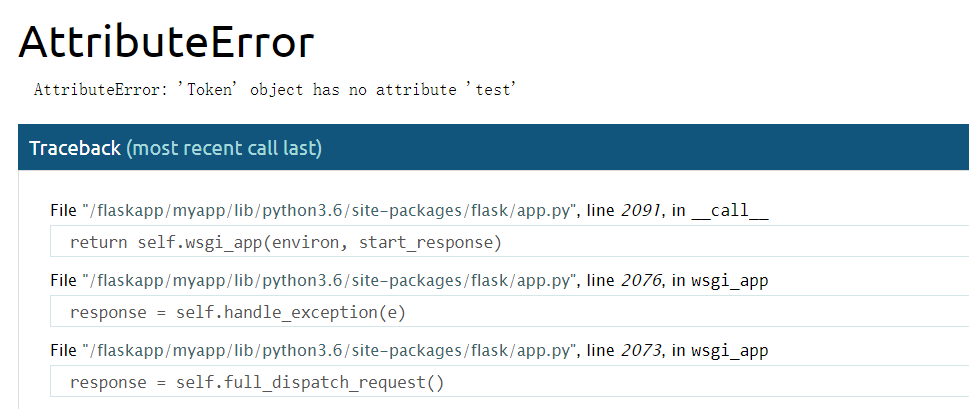 AttributeError
AttributeError: 'Token' object has no attribute 'test'
Traceback (most recent call last)
File "/flaskapp/myapp/lib/python3.6/site-packages/flask/app.py", line 2091, in __call__
return self.wsgi_app(environ, start_response)
File "/flaskapp/myapp/lib/python3.6/site-packages/flask/app.py", line 2076, in wsgi_app
response = self.handle_exception(e)
File "/flaskapp/myapp/lib/python3.6/site-packages/flask/app.py", line 2073, in wsgi_app
response = self.full_dispatch_request()